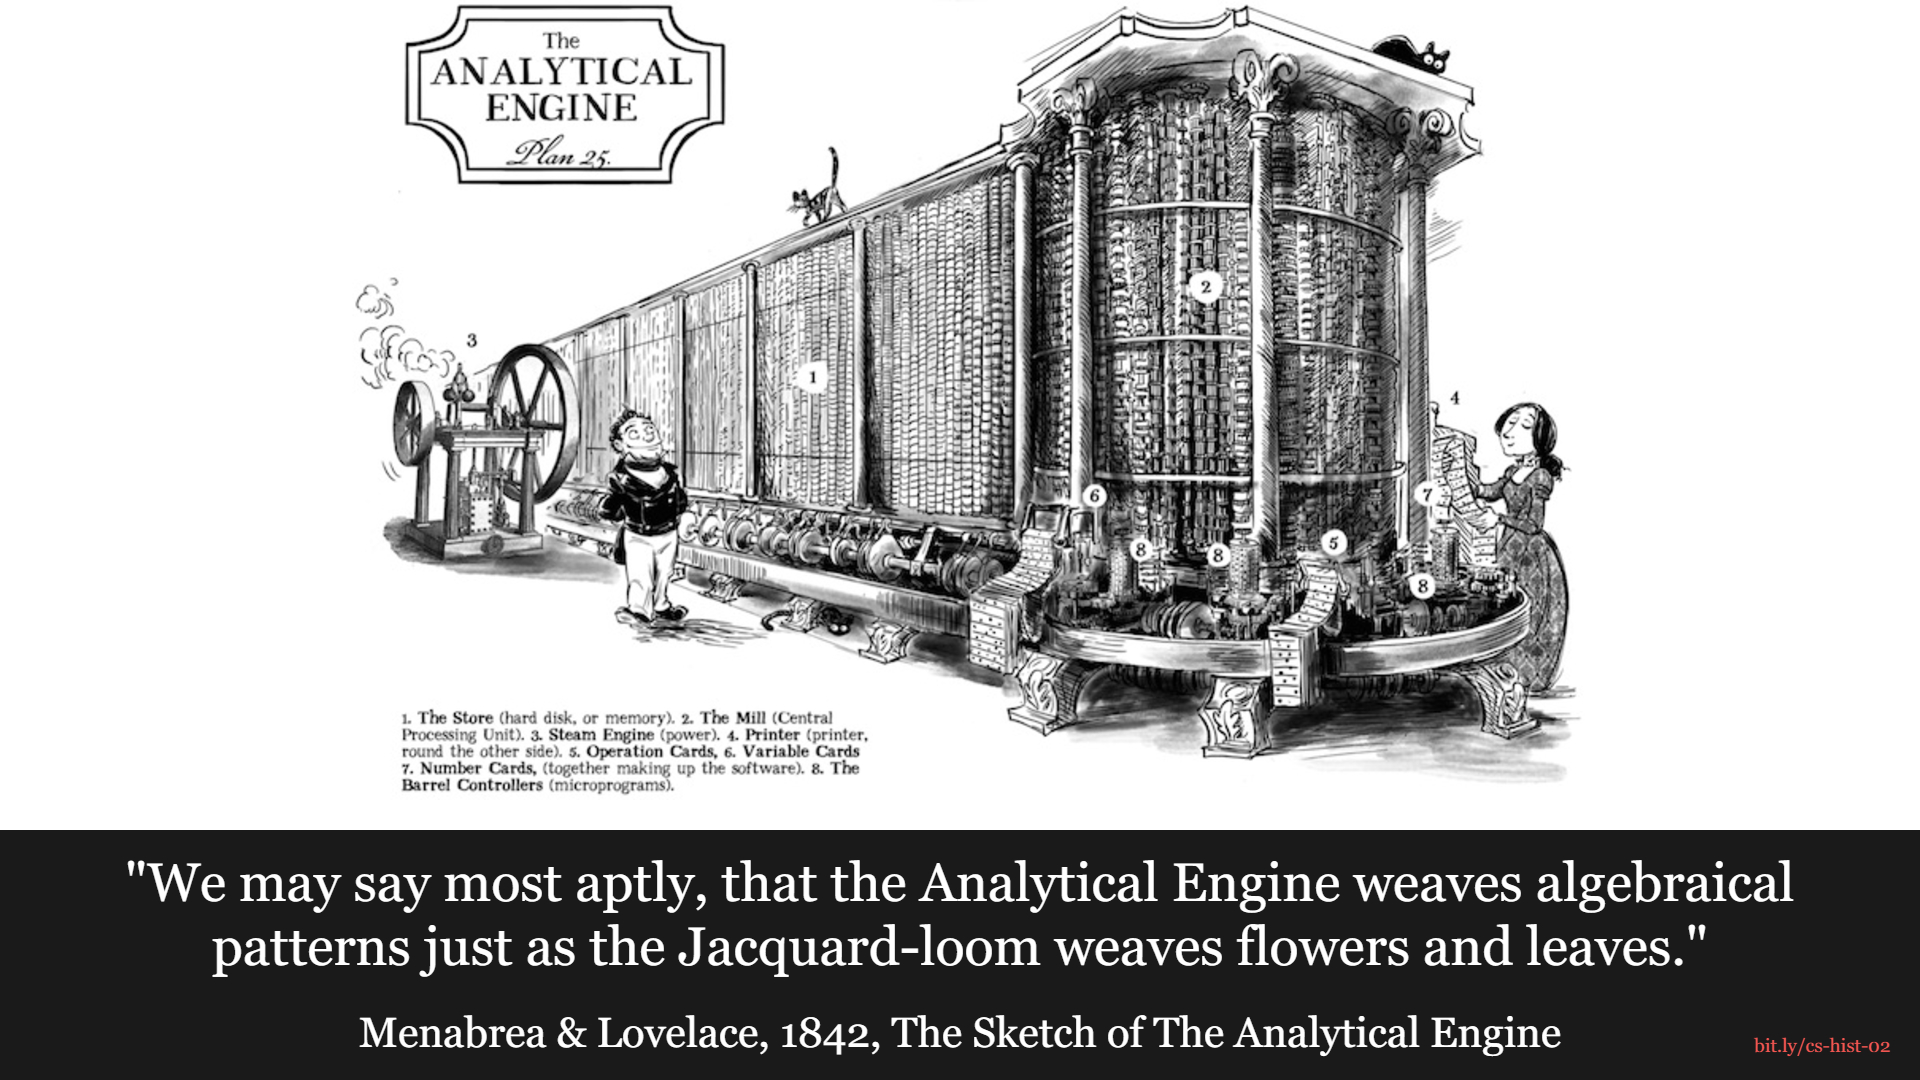 The
ANALYTICAL
ENGINE
Plan 25.
3
2
1
4
6
7
5
8
8
8
1. The Store (hard disk, or memory). 2. The Mill (Central
Processing Unit). 3. Steam Engine (power). 4. Printer (printer,
round the other side). 5. Operation Cards, 6. Variable Cards
7. Number Cards, (together making up the software). 8. The
Barrel Controllers (microprograms).
"We may say most aptly, that the Analytical Engine weaves algebraical
patterns just as the Jacquard-loom weaves flowers and leaves."
Menabrea & Lovelace, 1842, The Sketch of The Analytical Engine
bit.ly/cs-hist-02